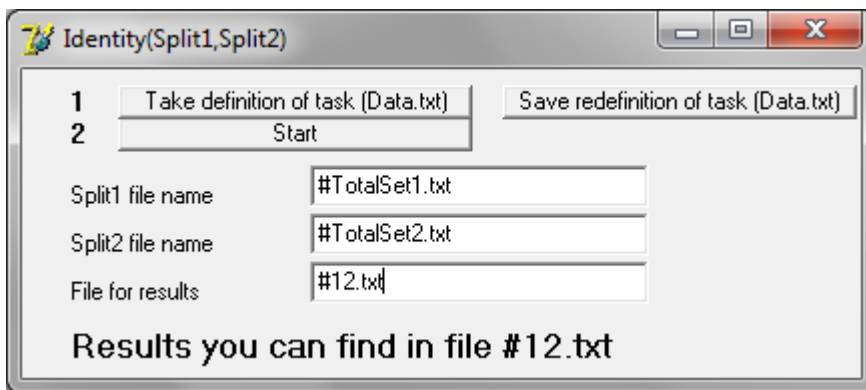 Identity(Split1,Split2)
1 Take definition of task (Data.txt) Save redefinition of task (Data.txt)
2 Start
Split1 file name #TotalSet1.txt
Split2 file name #TotalSet2.txt
File for results #12.txt
Results you can find in file #12.txt